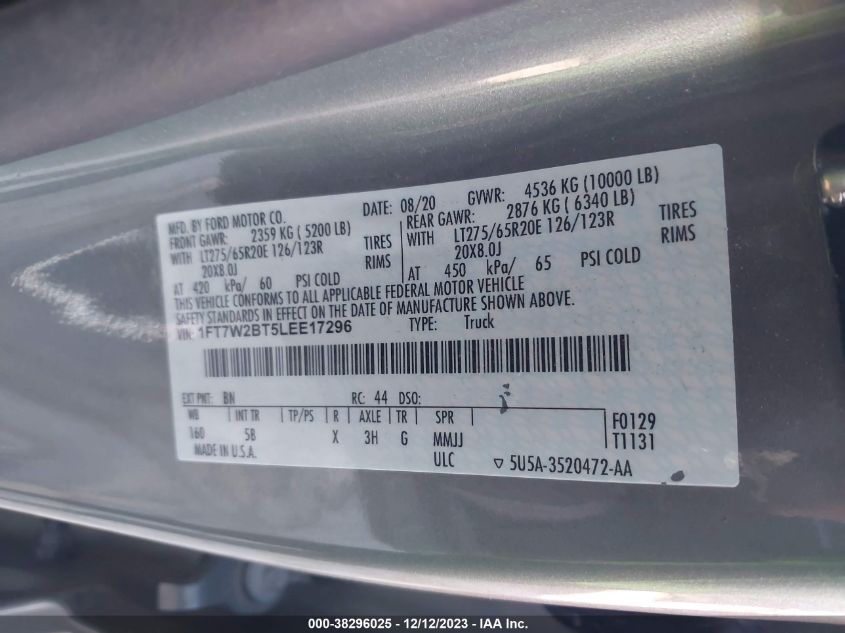 MFD. BY FORD MOTOR CO. DATE: 08/20 GVWR: 4536 KG (10000 LB)
FRONT GAWR: 2359 KG ( 5200 LB) REAR GAWR: 2876 KG ( 6340 LB)
WITH LT275/65R20E 126/123R TIRES WITH LT275/65R20E 126/123R TIRES
20X8.0J RIMS 20X8.0J RIMS
AT 420 kPa/ 60 PSI COLD AT 450 kPa/ 65 PSI COLD
THIS VEHICLE CONFORMS TO ALL APPLICABLE FEDERAL MOTOR VEHICLE
SAFETY STANDARDS IN EFFECT ON THE DATE OF MANUFACTURE SHOWN ABOVE.
VIN: 1FT7W2BT5LEE17296 TYPE: Truck
EXT PNT: BN RC: 44 DSO:
WB INT TR TP/PS R AXLE TR SPR F0129
160 5B X 3H G MMJJ T1131
MADE IN U.S.A. ULC ▽ 5U5A-3520472-AA
000-38296025 - 12/12/2023 - IAA Inc.